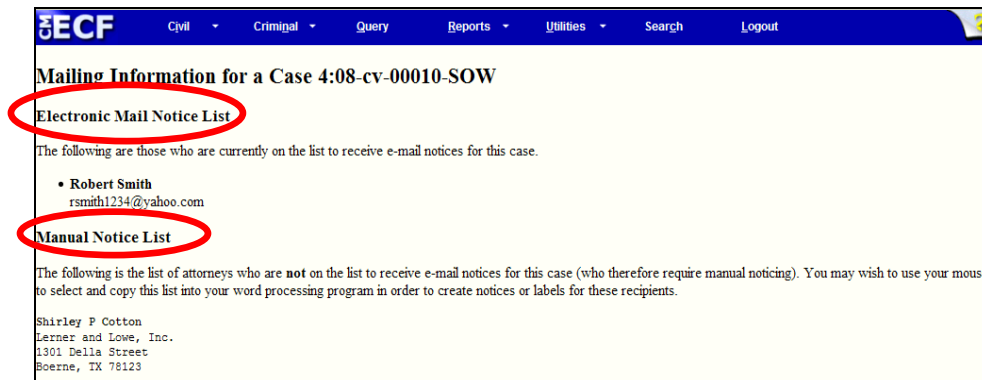 CM ECF Civil Criminal Query Reports Utilities Search Logout
Mailing Information for a Case 4:08-cv-00010-SOW
Electronic Mail Notice List
The following are those who are currently on the list to receive e-mail notices for this case.
• Robert Smith
rsmith1234@yahoo.com
Manual Notice List
The following is the list of attorneys who are not on the list to receive e-mail notices for this case (who therefore require manual noticing). You may wish to use your mous
to select and copy this list into your word processing program in order to create notices or labels for these recipients.
Shirley P Cotton
Lerner and Lowe, Inc.
1301 Della Street
Boerne, TX 78123